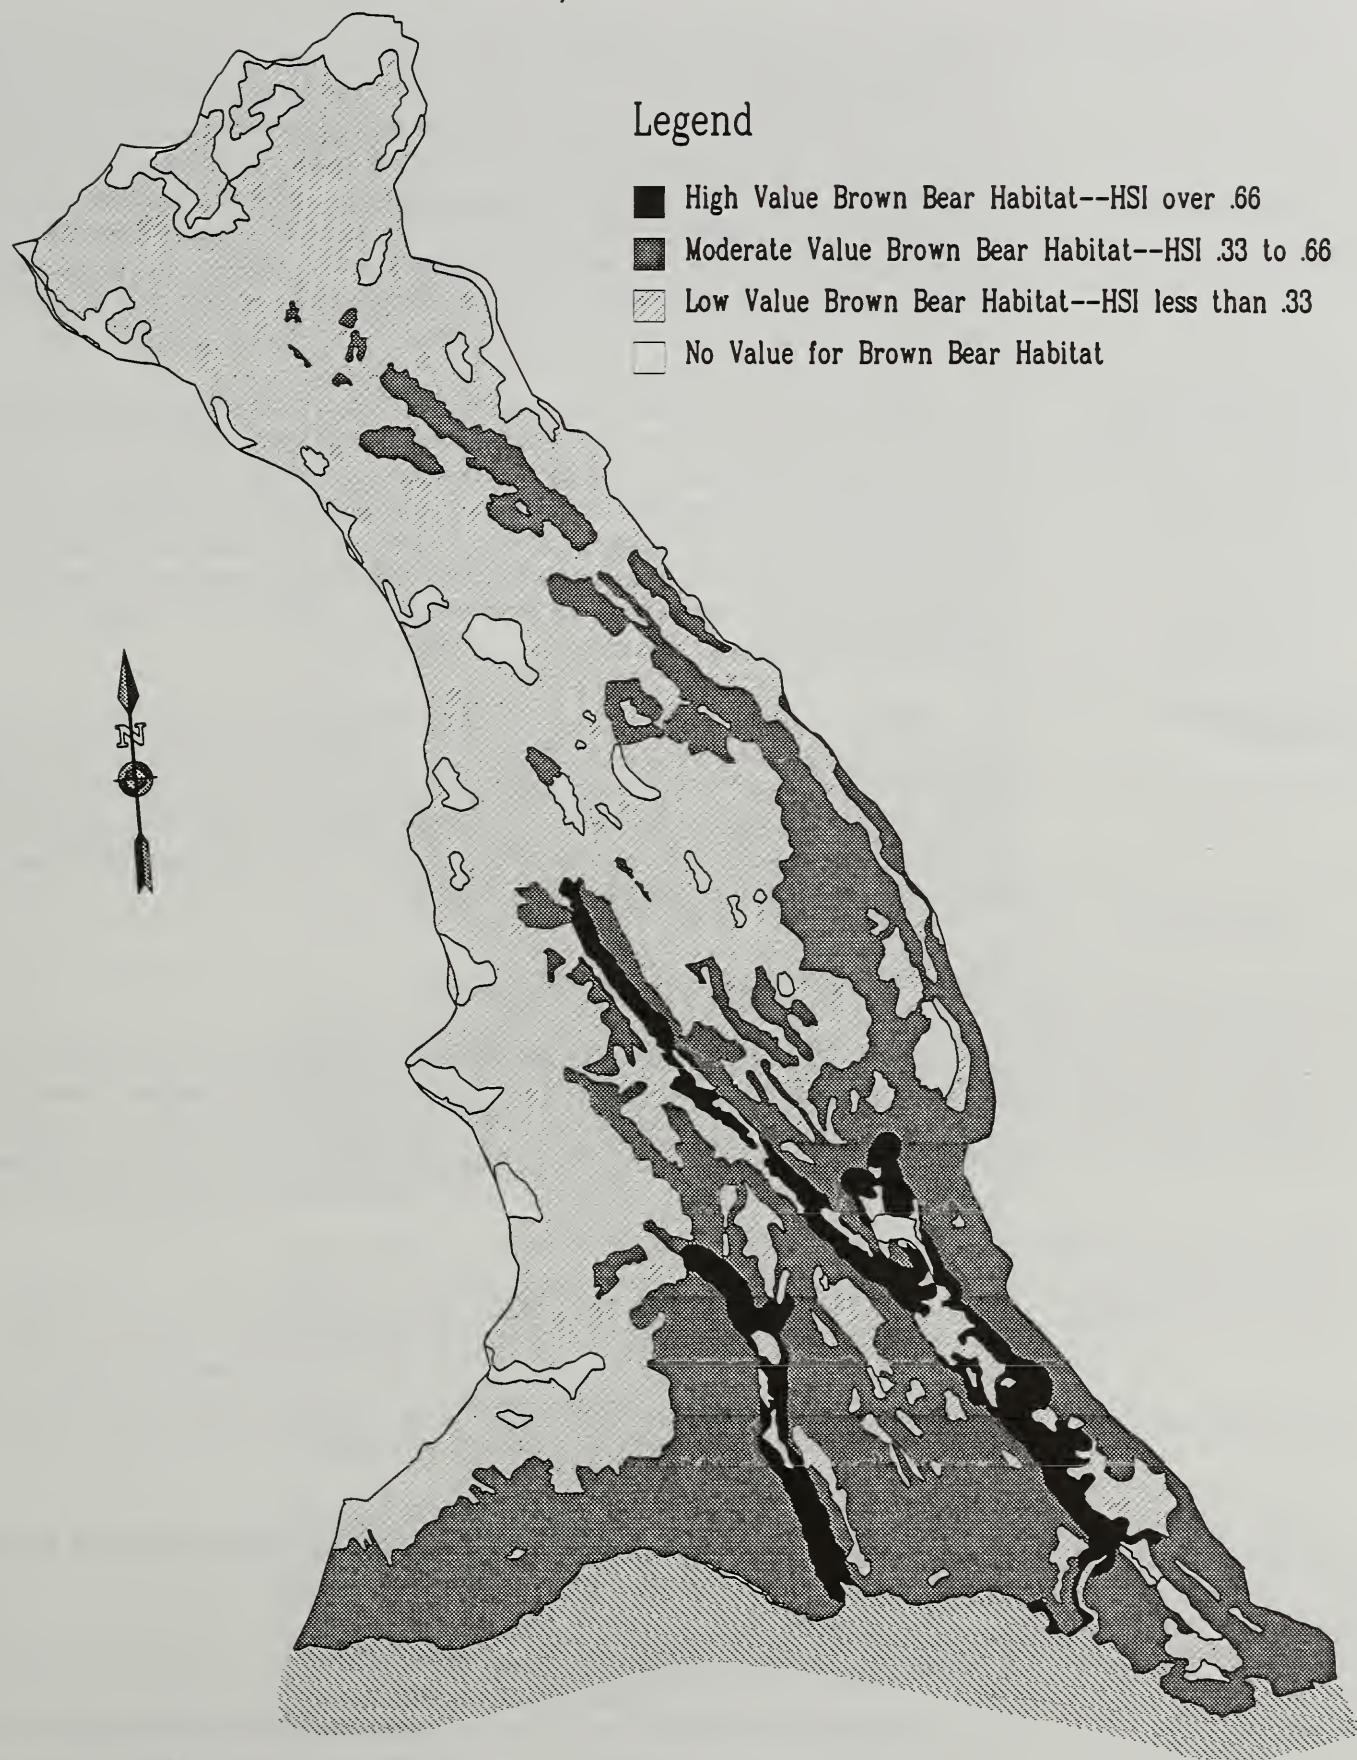 Legend
High Value Brown Bear Habitat--HSI over .66
Moderate Value Brown Bear Habitat--HSI .33 to .66
Low Value Brown Bear Habitat--HSI less than .33
No Value for Brown Bear Habitat
N